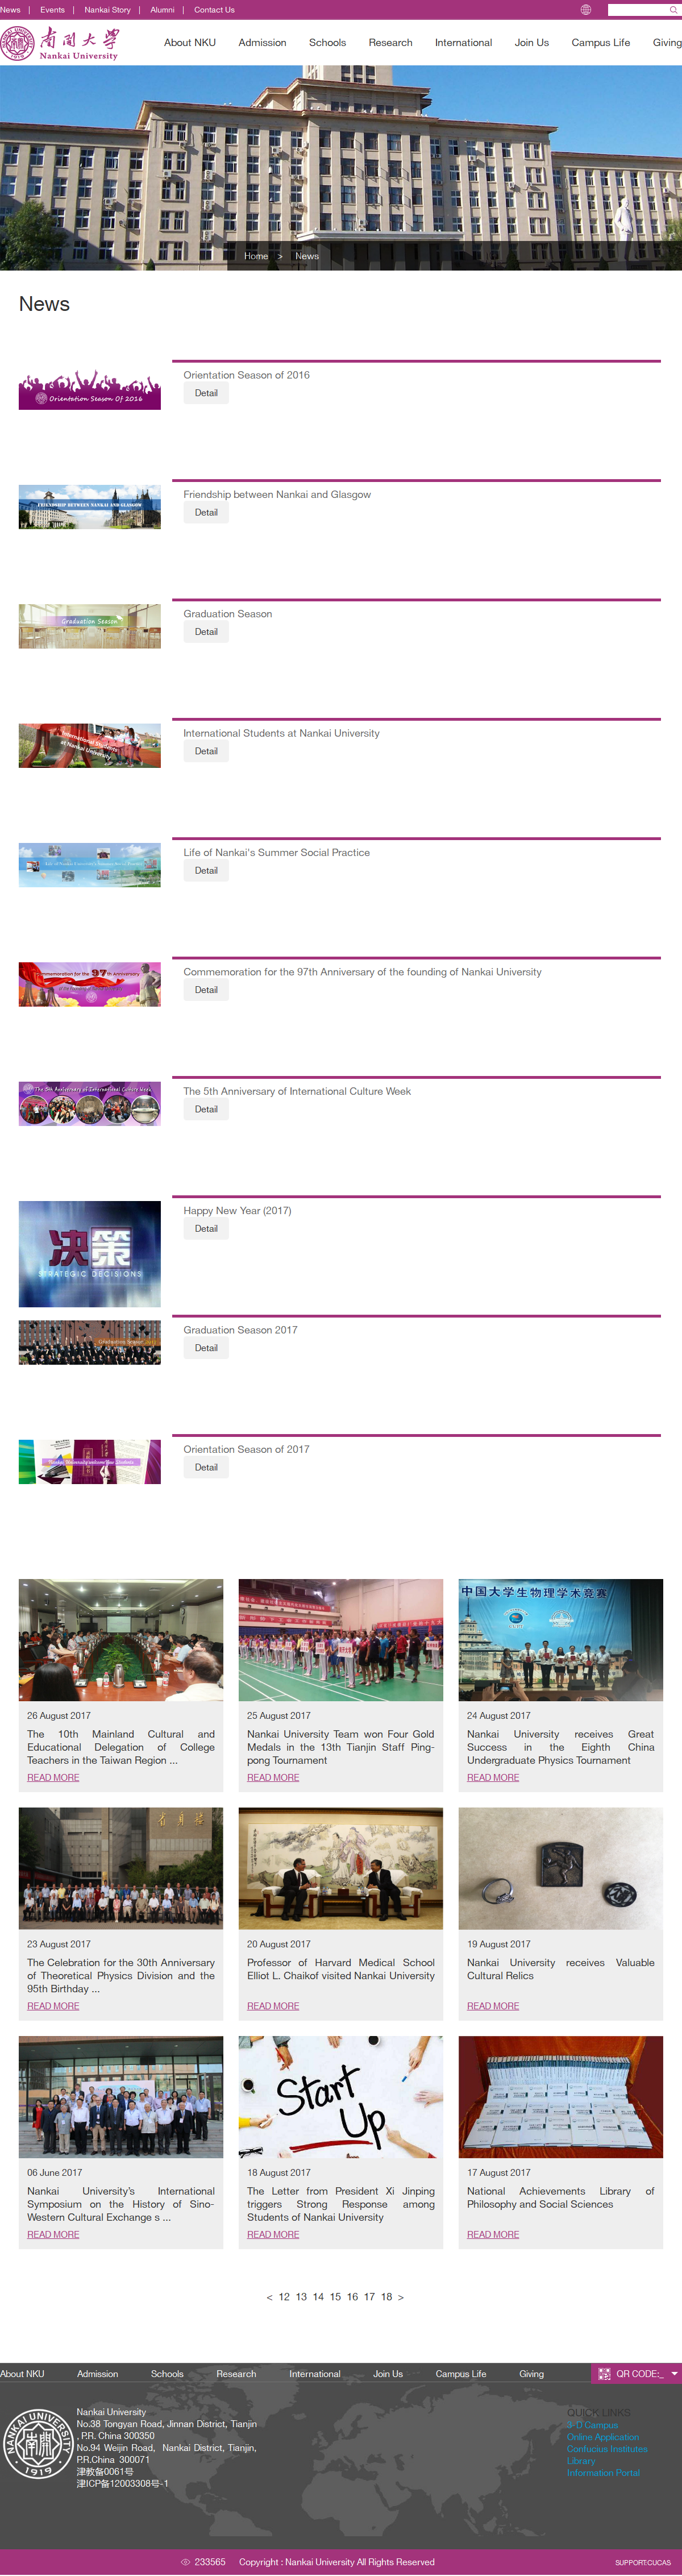 News | Events | Nankai Story | Alumni | Contact Us
南開大学
Nankai University
1919
About NKU Admission Schools Research International Join Us Campus Life Giving
Home > News
News
Orientation Season Of 2016
Orientation Season of 2016
Detail
FRIENDSHIP BETWEEN NANKAI AND GLASGOW
Friendship between Nankai and Glasgow
Detail
Graduation Season
Graduation Season
Detail
International Students
at Nankai University
International Students at Nankai University
Detail
Life of Nankai's Summer Social Practice
Detail
Commemoration for the 97th Anniversary
Commemoration for the 97th Anniversary of the founding of Nankai University
Detail
The 5th Anniversary of International Culture Week
The 5th Anniversary of International Culture Week
Detail
决策
STRATEGIC DECISIONS
Happy New Year (2017)
Detail
Graduation Season
Graduation Season 2017
Detail
Nankai University welcome New Students
Orientation Season of 2017
Detail
中国大学生物理学术竞赛
26 August 2017
The 10th Mainland Cultural and
Educational Delegation of College
Teachers in the Taiwan Region ...
READ MORE
25 August 2017
Nankai University Team won Four Gold
Medals in the 13th Tianjin Staff Ping-
pong Tournament
READ MORE
24 August 2017
Nankai University receives Great
Success in the Eighth China
Undergraduate Physics Tournament
READ MORE
23 August 2017
The Celebration for the 30th Anniversary
of Theoretical Physics Division and the
95th Birthday ...
READ MORE
20 August 2017
Professor of Harvard Medical School
Elliot L. Chaikof visited Nankai University
READ MORE
19 August 2017
Nankai University receives Valuable
Cultural Relics
READ MORE
Start
Up
06 June 2017
Nankai University’s International
Symposium on the History of Sino-
Western Cultural Exchange s ...
READ MORE
18 August 2017
The Letter from President Xi Jinping
triggers Strong Response among
Students of Nankai University
READ MORE
17 August 2017
National Achievements Library of
Philosophy and Social Sciences
READ MORE
< 12 13 14 15 16 17 18 >
About NKU Admission Schools Research International Join Us Campus Life Giving QR CODE:_
NANKAI UNIVERSITY
1919
Nankai University
No.38 Tongyan Road, Jinnan District, Tianjin
, P.R. China 300350
No.94 Weijin Road, Nankai District, Tianjin,
P.R.China 300071
津教备0061号
津ICP备12003308号-1
QUICK LINKS
3-D Campus
Online Application
Confucius Institutes
Library
Information Portal
233565 Copyright : Nankai University All Rights Reserved
SUPPORT:CUCAS